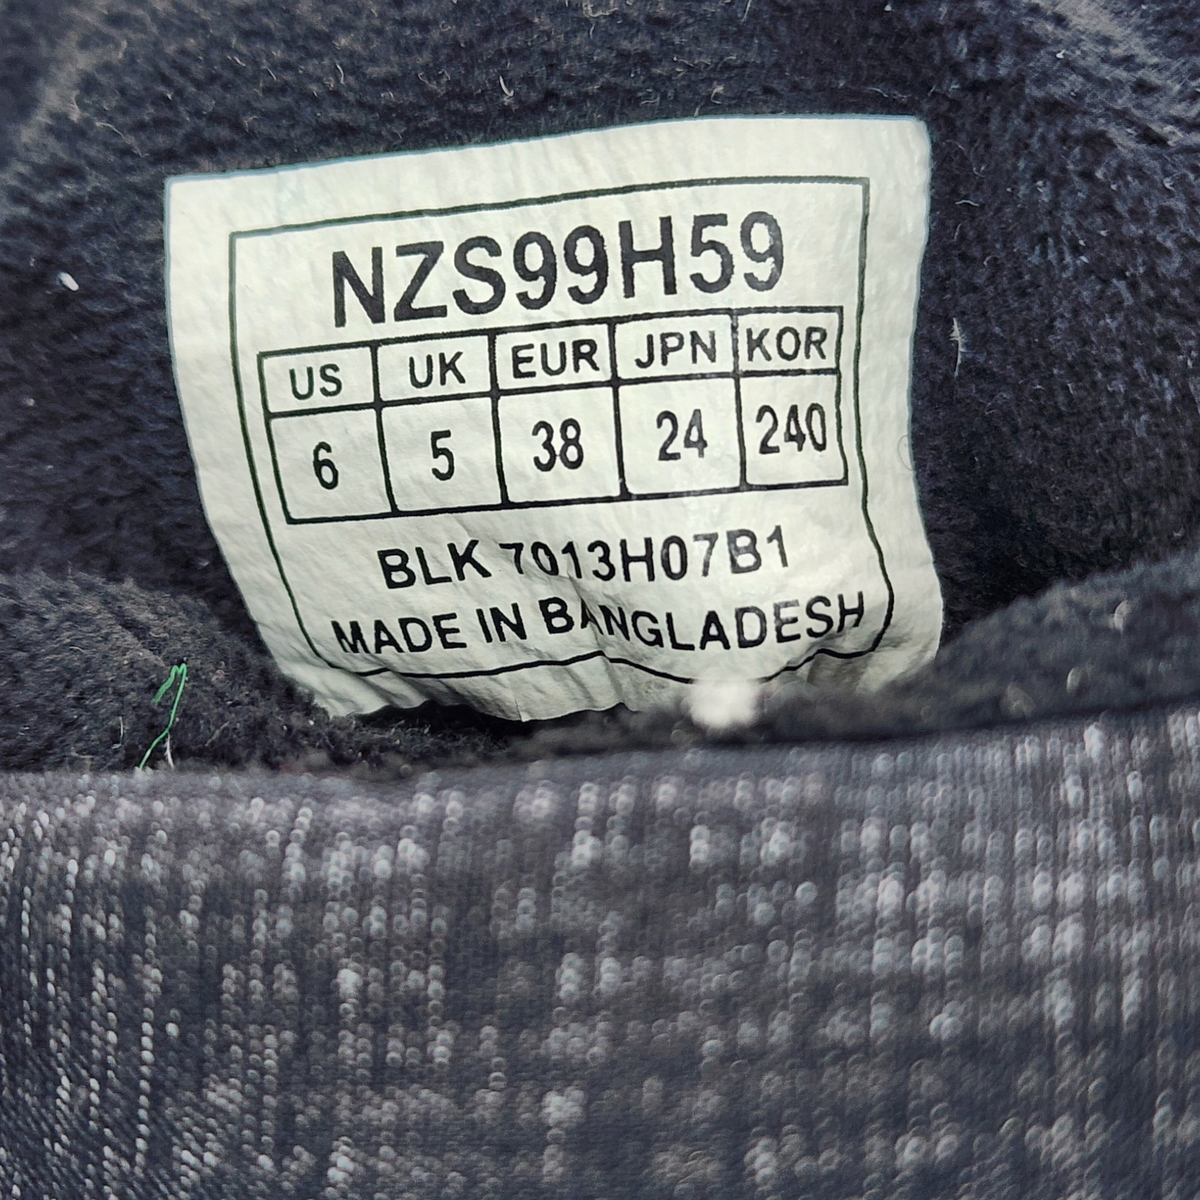 NZS99H59
US UK EUR JPN KOR
6 5 38 24 240
BLK 7013H07B1
MADE IN BANGLADESH